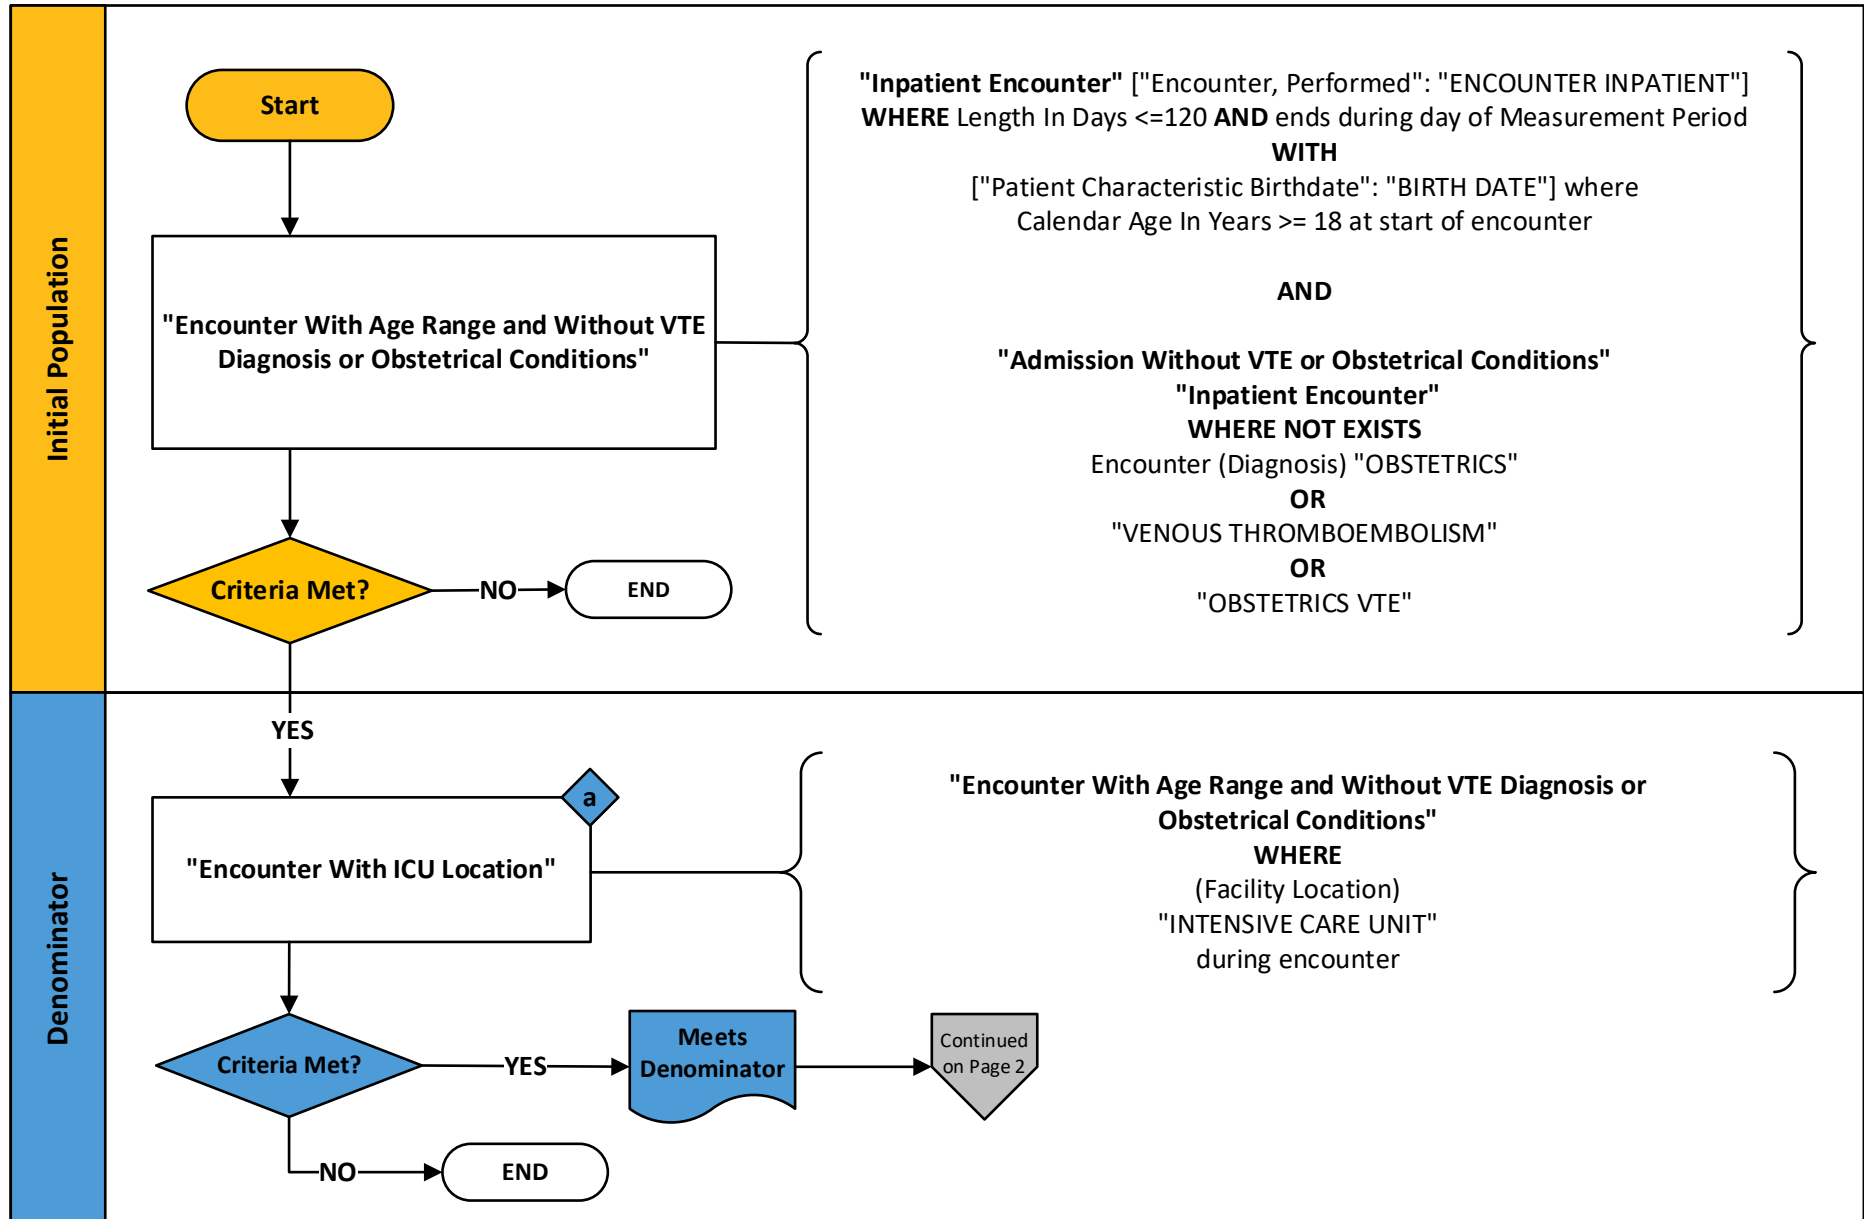 Initial Population
Start
"Encounter With Age Range and Without VTE
Diagnosis or Obstetrical Conditions"
Criteria Met?
NO
END
"Inpatient Encounter" ["Encounter, Performed": "ENCOUNTER INPATIENT"]
WHERE Length In Days <=120 AND ends during day of Measurement Period
WITH
["Patient Characteristic Birthdate": "BIRTH DATE"] where
Calendar Age In Years >= 18 at start of encounter
AND
"Admission Without VTE or Obstetrical Conditions"
"Inpatient Encounter"
WHERE NOT EXISTS
Encounter (Diagnosis) "OBSTETRICS"
OR
"VENOUS THROMBOEMBOLISM"
OR
"OBSTETRICS VTE"
Denominator
YES
a
"Encounter With ICU Location"
"Encounter With Age Range and Without VTE Diagnosis or
Obstetrical Conditions"
WHERE
(Facility Location)
"INTENSIVE CARE UNIT"
during encounter
Criteria Met?
YES
Meets
Denominator
Continued
on Page 2
NO
END